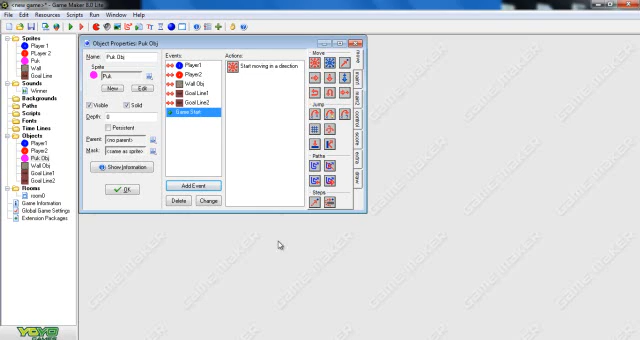 <new game>* - Game Maker 8.0 Lite
File Edit Resources Scripts Run Window Help
Sprites
Player 1
PLayer 2
Puk
Wall
Goal Line
Sounds
Winner
Backgrounds
Paths
Scripts
Fonts
Time Lines
Objects
Player1
Player2
Puk Obj
Wall Obj
Goal Line1
Goal Line2
Rooms
room0
Game Information
Global Game Settings
Extension Packages
YOYO
GAMES
Object Properties: Puk Obj
Name: Puk Obj
Sprite
Puk
New Edit
Visible Solid
Depth: 0
Persistent
Parent: <no parent>
Mask: <same as sprite>
Show Information
OK
Events:
Player1
Player2
Wall Obj
Goal Line1
Goal Line2
Game Start
Add Event
Delete Change
Actions:
Start moving in a direction
Move
Jump
Paths
Steps
move
main1
main2
control
score
extra
draw
GAME MAKER